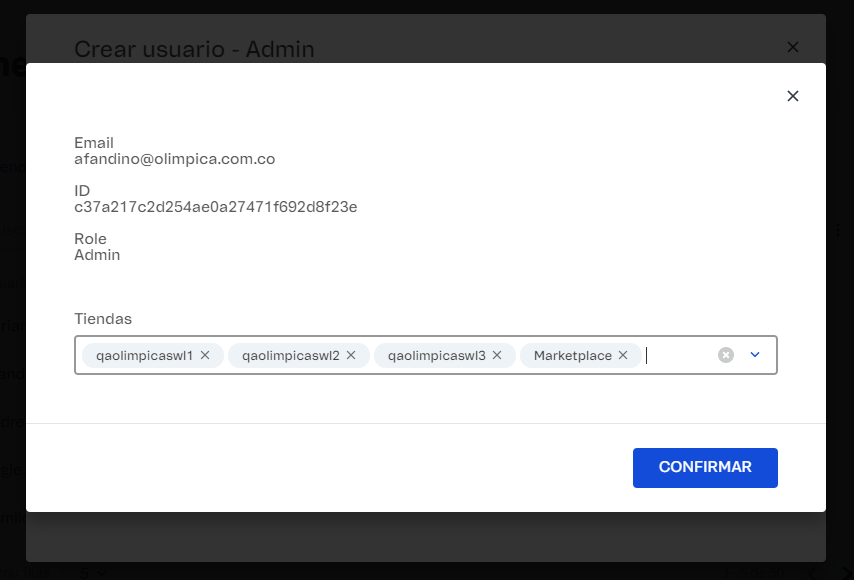 Crear usuario - Admin
Email
afandino@olimpica.com.co
ID
c37a217c2d254ae0a27471f692d8f23e
Role
Admin
Tiendas
qaolimpicaswl1 qaolimpicaswl2 qaolimpicaswl3 Marketplace
CONFIRMAR